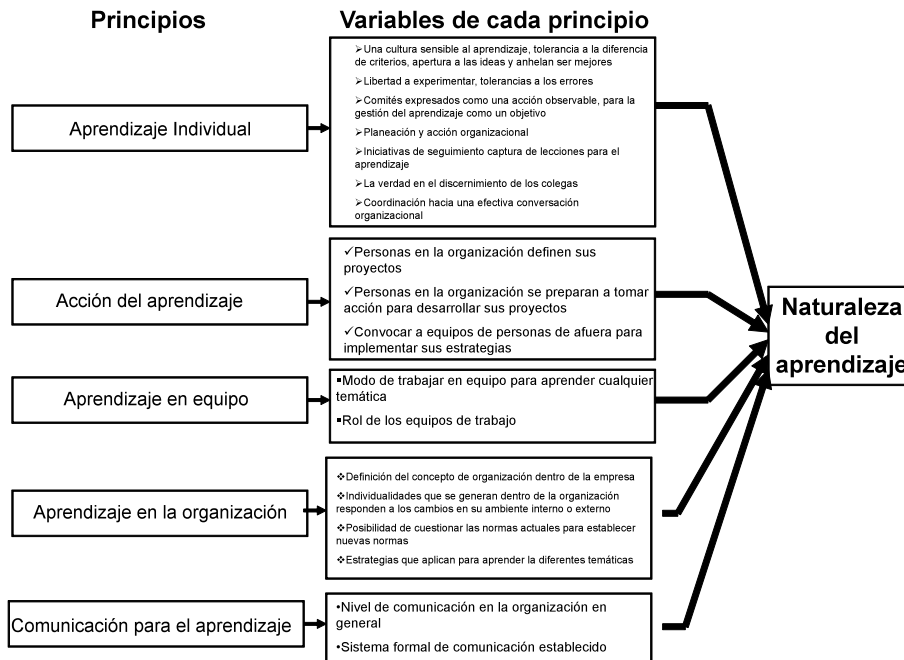 Principios
Variables de cada principio
Aprendizaje Individual
➢Una cultura sensible al aprendizaje, tolerancia a la diferencia
de criterios, apertura a las ideas y anhelan ser mejores
➢Libertad a experimentar, tolerancias a los errores
➢Comités expresados como una acción observable, para la
gestión del aprendizaje como un objetivo
➢Planeación y acción organizacional
➢Iniciativas de seguimiento captura de lecciones para el
aprendizaje
➢La verdad en el discernimiento de los colegas
➢Coordinación hacia una efectiva conversación
organizacional
Acción del aprendizaje
✓Personas en la organización definen sus
proyectos
✓Personas en la organización se preparan a tomar
acción para desarrollar sus proyectos
✓Convocar a equipos de personas de afuera para
implementar sus estrategias
Aprendizaje en equipo
▪Modo de trabajar en equipo para aprender cualquier
temática
▪Rol de los equipos de trabajo
Aprendizaje en la organización
❖Definición del concepto de organización dentro de la empresa
❖Individualidades que se generan dentro de la organización
responden a los cambios en su ambiente interno o externo
❖Posibilidad de cuestionar las normas actuales para establecer
nuevas normas
❖Estrategias que aplican para aprender la diferentes temáticas
Comunicación para el aprendizaje
•Nivel de comunicación en la organización en
general
•Sistema formal de comunicación establecido
Naturaleza
del
aprendizaje